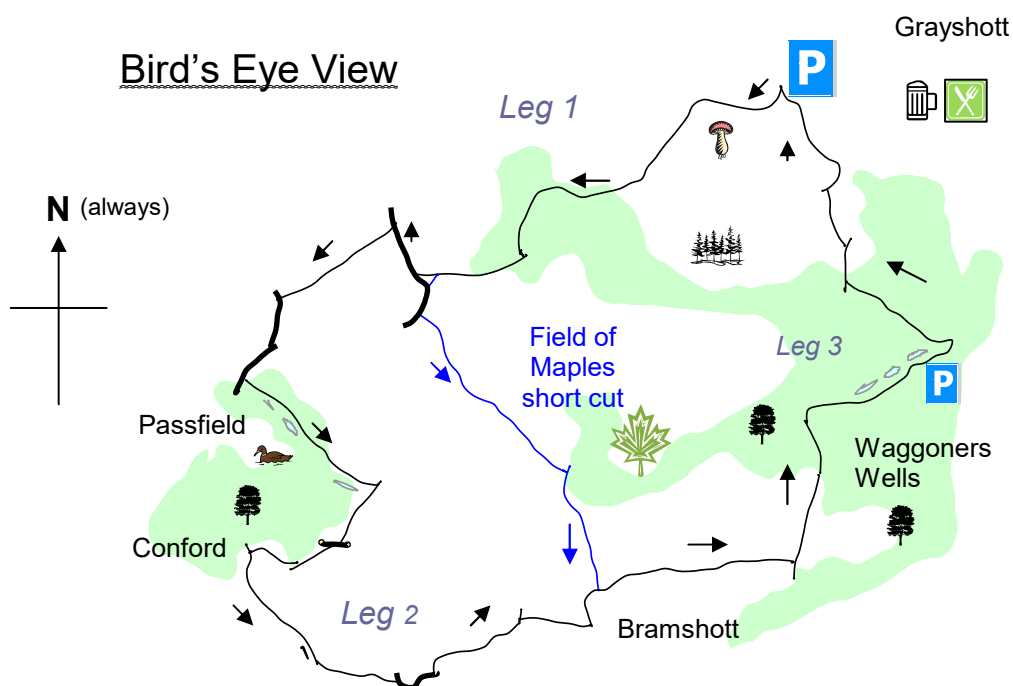 Grayshott
Bird's Eye View
P
Leg 1
N (always)
Field of
Maples
short cut
Leg 3
P
Passfield
Waggoners
Wells
Conford
Leg 2
Bramshott